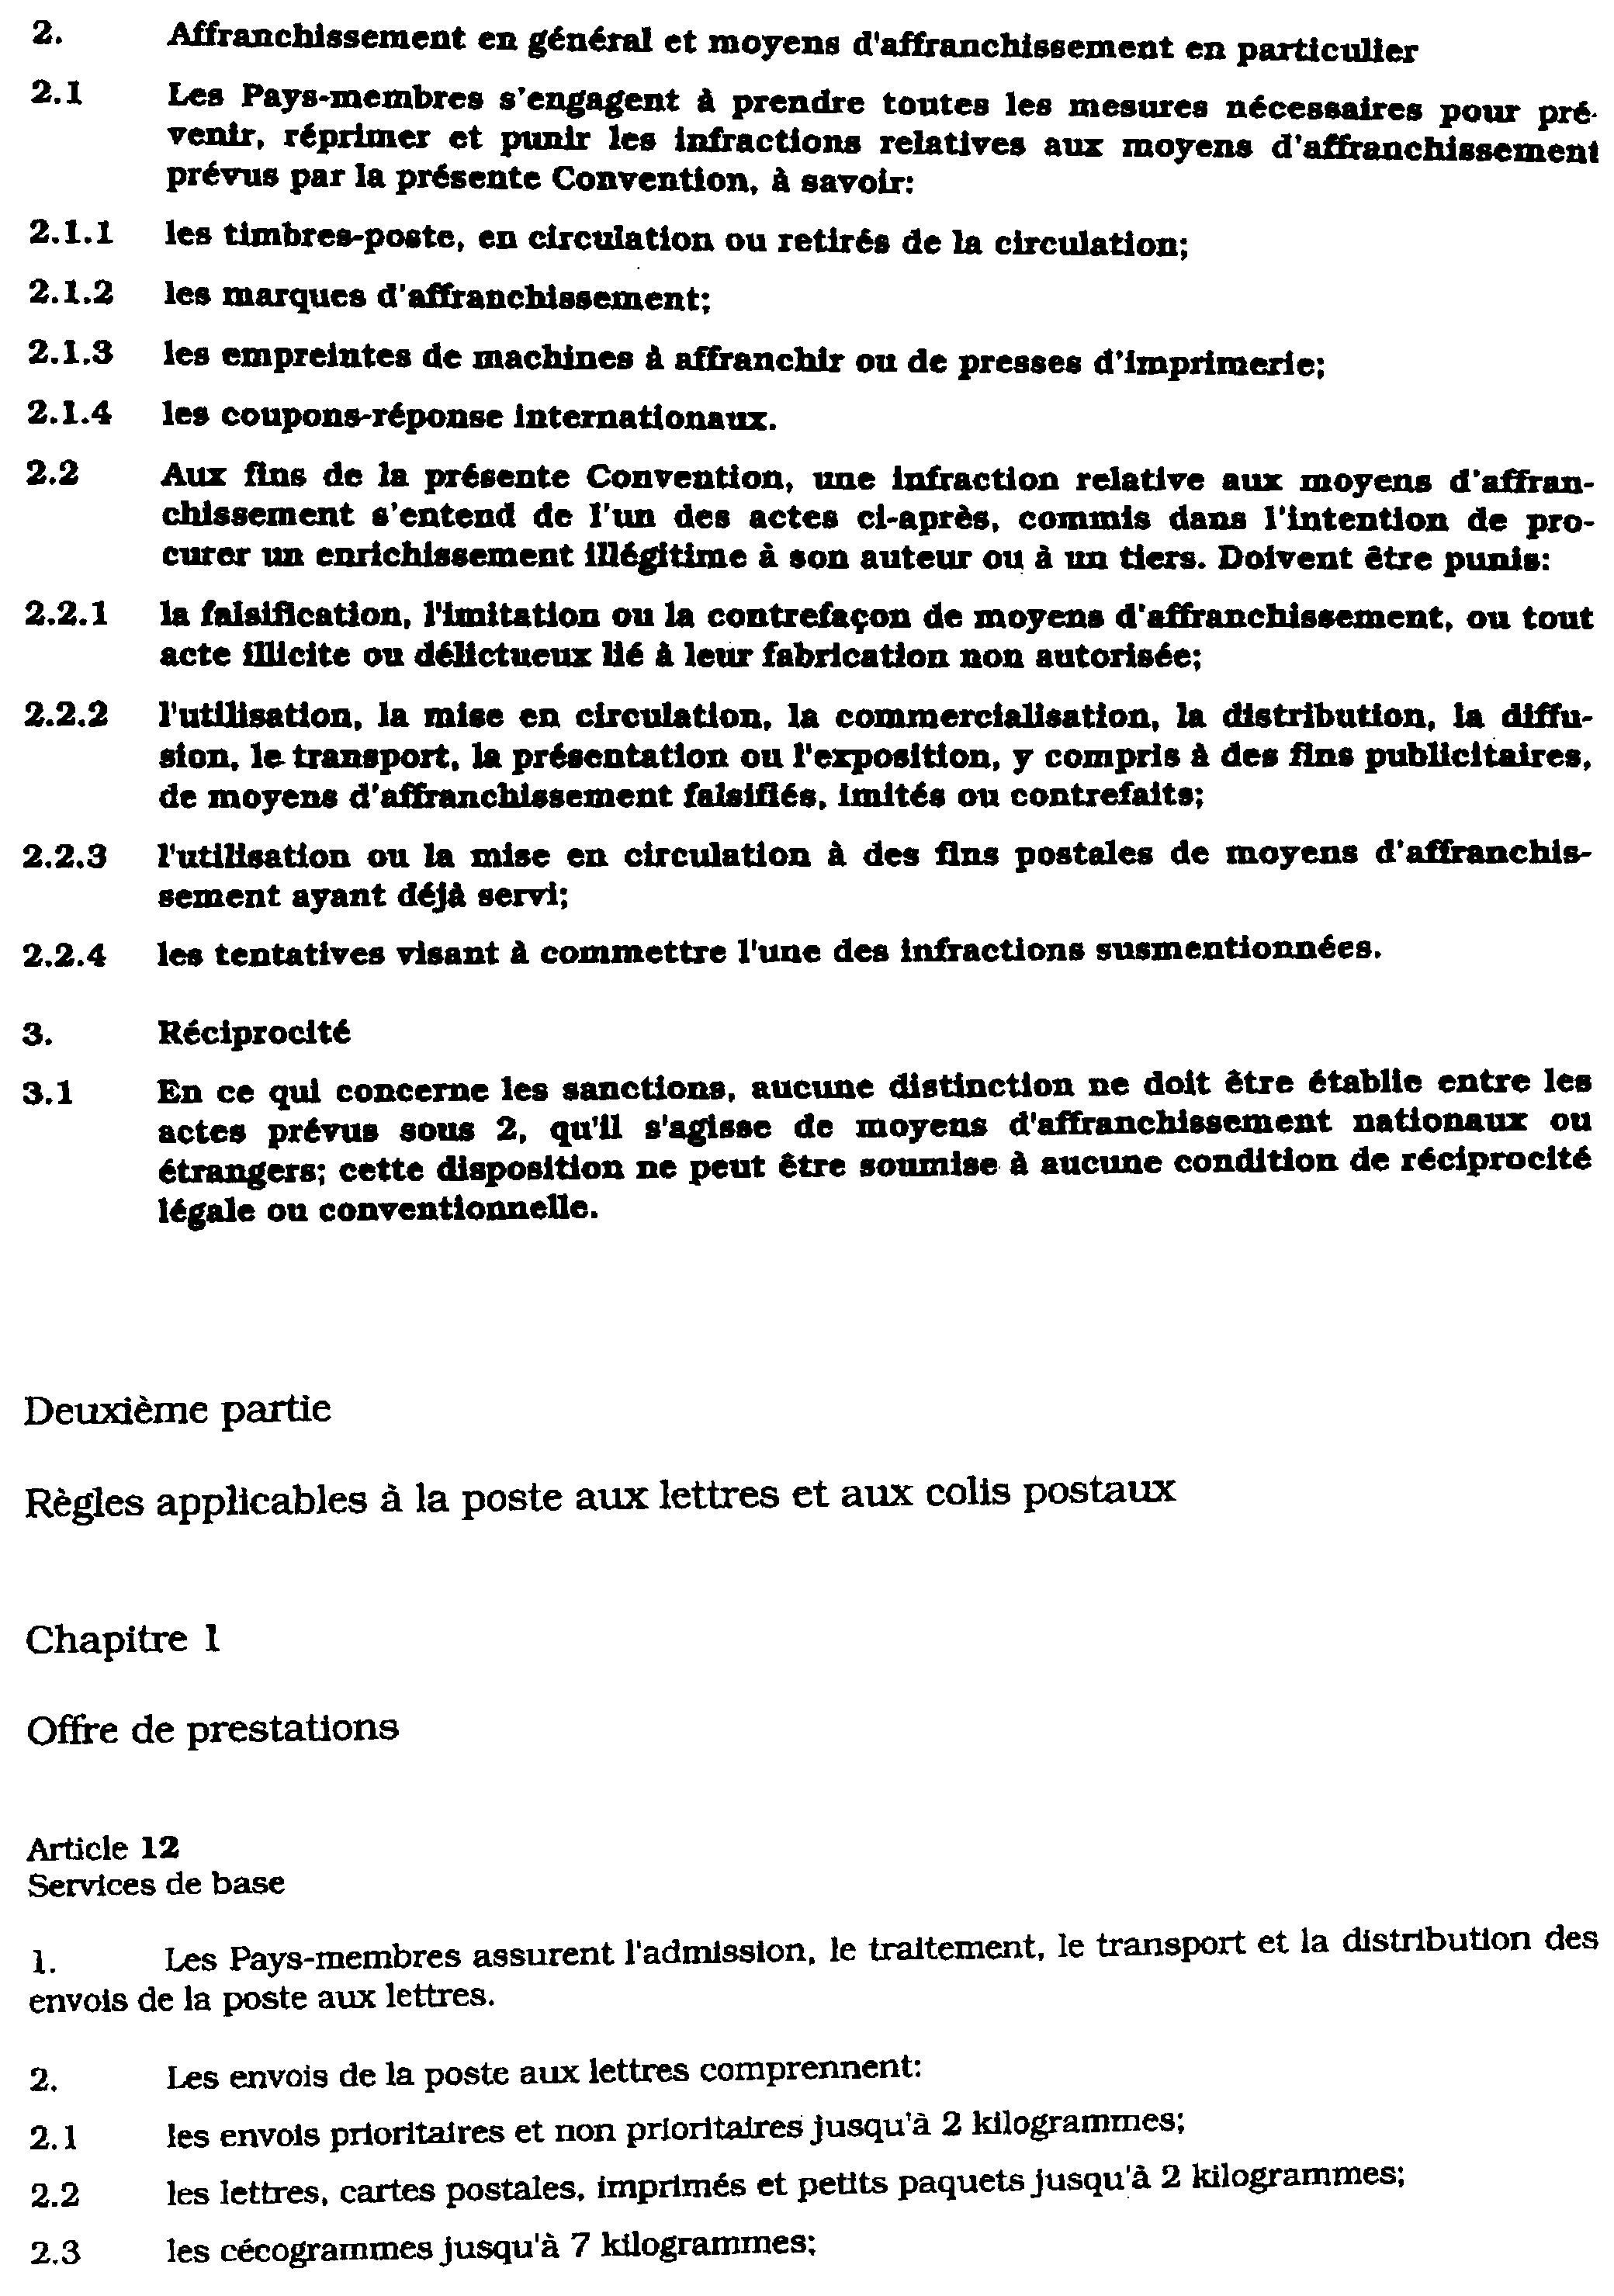 2. Affranchissement en général et moyens d'affranchissement en particulier
2.1 Les Pays-membres s'engagent à prendre toutes les mesures nécessaires pour pré-
venir, réprimer et punir les infractions relatives aux moyens d'affranchissement
prévus par la présente Convention, à savoir:
2.1.1 les timbres-poste, en circulation ou retirés de la circulation;
2.1.2 les marques d'affranchissement;
2.1.3 les empreintes de machines à affranchir ou de presses d'imprimerie;
2.1.4 les coupons-réponse internationaux.
2.2 Aux fins de la présente Convention, une infraction relative aux moyens d'affran-
chissement s'entend de l'un des actes ci-après, commis dans l'intention de pro-
curer un enrichissement illégitime à son auteur ou à un tiers. Doivent être punis:
2.2.1 la falsification, l'imitation ou la contrefaçon de moyens d'affranchissement, ou tout
acte illicite ou délictueux lié à leur fabrication non autorisée;
2.2.2 l'utilisation, la mise en circulation, la commercialisation, la distribution, la diffu-
sion, le transport, la présentation ou l'exposition, y compris à des fins publicitaires,
de moyens d'affranchissement falsifiés, imités ou contrefaits;
2.2.3 l'utilisation ou la mise en circulation à des fins postales de moyens d'affranchis-
sement ayant déjà servi;
2.2.4 les tentatives visant à commettre l'une des infractions susmentionnées.
3. Réciprocité
3.1 En ce qui concerne les sanctions, aucune distinction ne doit être établie entre les
actes prévus sous 2, qu'il s'agisse de moyens d'affranchissement nationaux ou
étrangers; cette disposition ne peut être soumise à aucune condition de réciprocité
légale ou conventionnelle.
Deuxième partie
Règles applicables à la poste aux lettres et aux colis postaux
Chapitre 1
Offre de prestations
Article 12
Services de base
1. Les Pays-membres assurent l'admission, le traitement, le transport et la distribution des
envois de la poste aux lettres.
2. Les envois de la poste aux lettres comprennent:
2.1 les envois prioritaires et non prioritaires jusqu'à 2 kilogrammes;
2.2 les lettres, cartes postales, imprimés et petits paquets jusqu'à 2 kilogrammes;
2.3 les cécogrammes jusqu'à 7 kilogrammes;